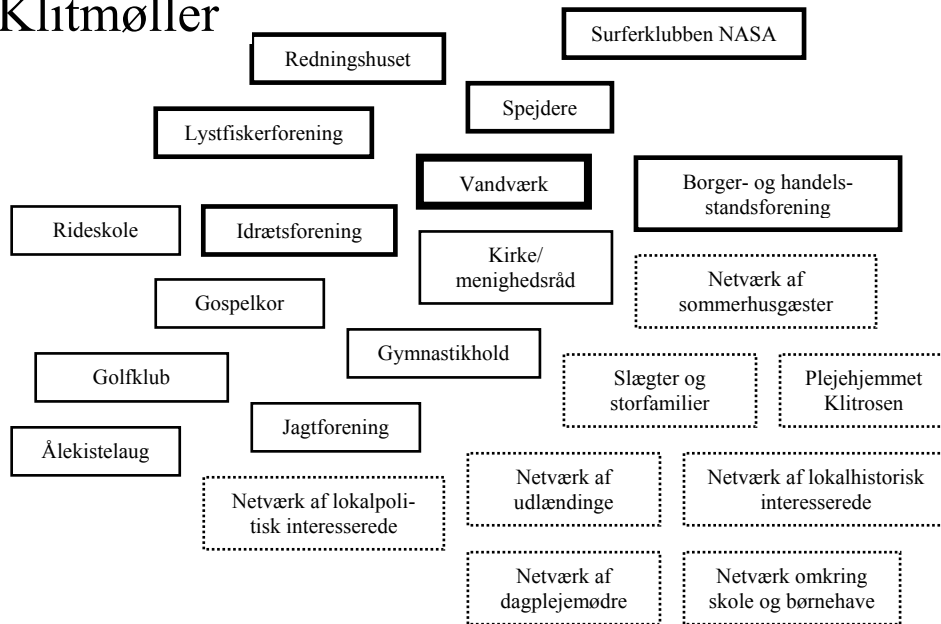 Klitmøller
Surferklubben NASA
Redningshuset
Spejdere
Lystfiskerforening
Vandværk
Borger- og handels-
standsforening
Rideskole
Idrætsforening
Kirke/
menighedsråd
Netværk af
sommerhusgæster
Gospelkor
Gymnastikhold
Golfklub
Slægter og
storfamilier
Plejehjemmet
Klitrosen
Jagtforening
Ålekistelaug
Netværk af lokalpoli-
tisk interesserede
Netværk af
udlændinge
Netværk af lokalhistorisk
interesserede
Netværk af
dagplejemødre
Netværk omkring
skole og børnehave